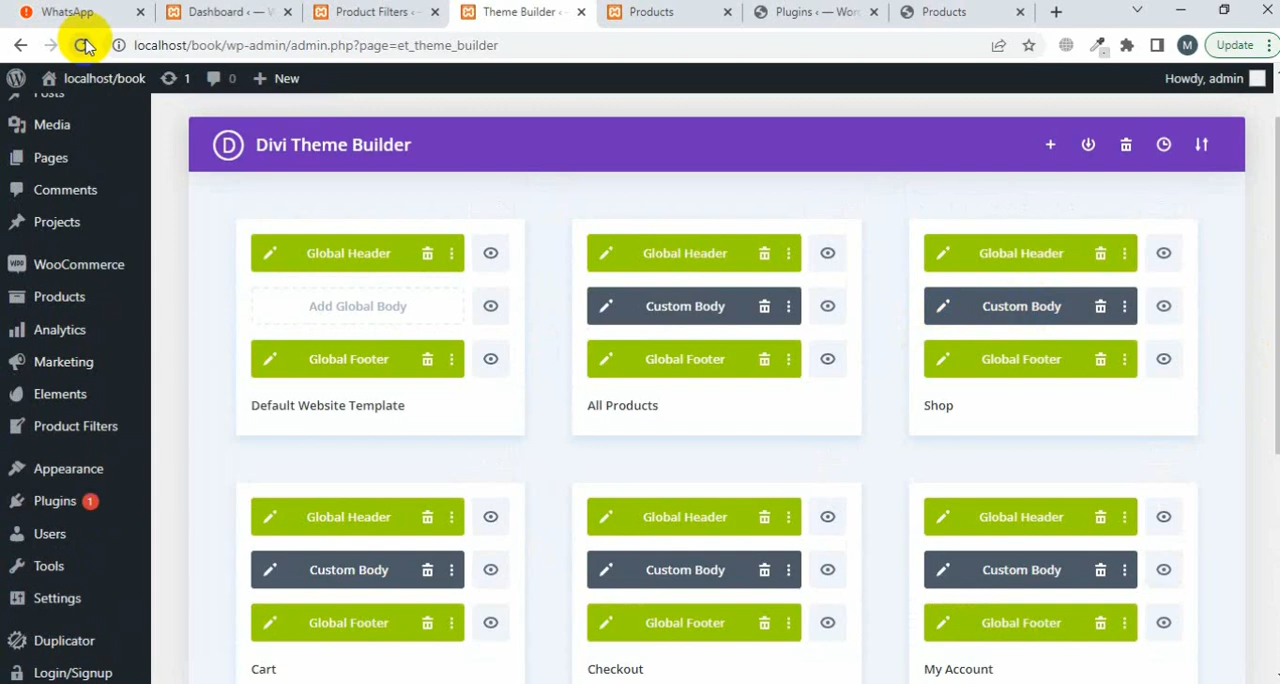 WhatsApp
Dashboard ‹ — W
Product Filters ‹ –
Theme Builder ‹ –
Products
Plugins ‹ — Wor
Products
localhost/book/wp-admin/admin.php?page=et_theme_builder
M
Update
localhost/book
1
0
New
Howdy, admin
Posts
Media
Pages
Comments
Projects
WooCommerce
Products
Analytics
Marketing
Elements
Product Filters
Appearance
Plugins 1
Users
Tools
Settings
Duplicator
Login/Signup
D Divi Theme Builder
Global Header
Add Global Body
Global Footer
Default Website Template
Global Header
Custom Body
Global Footer
All Products
Global Header
Custom Body
Global Footer
Shop
Global Header
Custom Body
Global Footer
Cart
Global Header
Custom Body
Global Footer
Checkout
Global Header
Custom Body
Global Footer
My Account